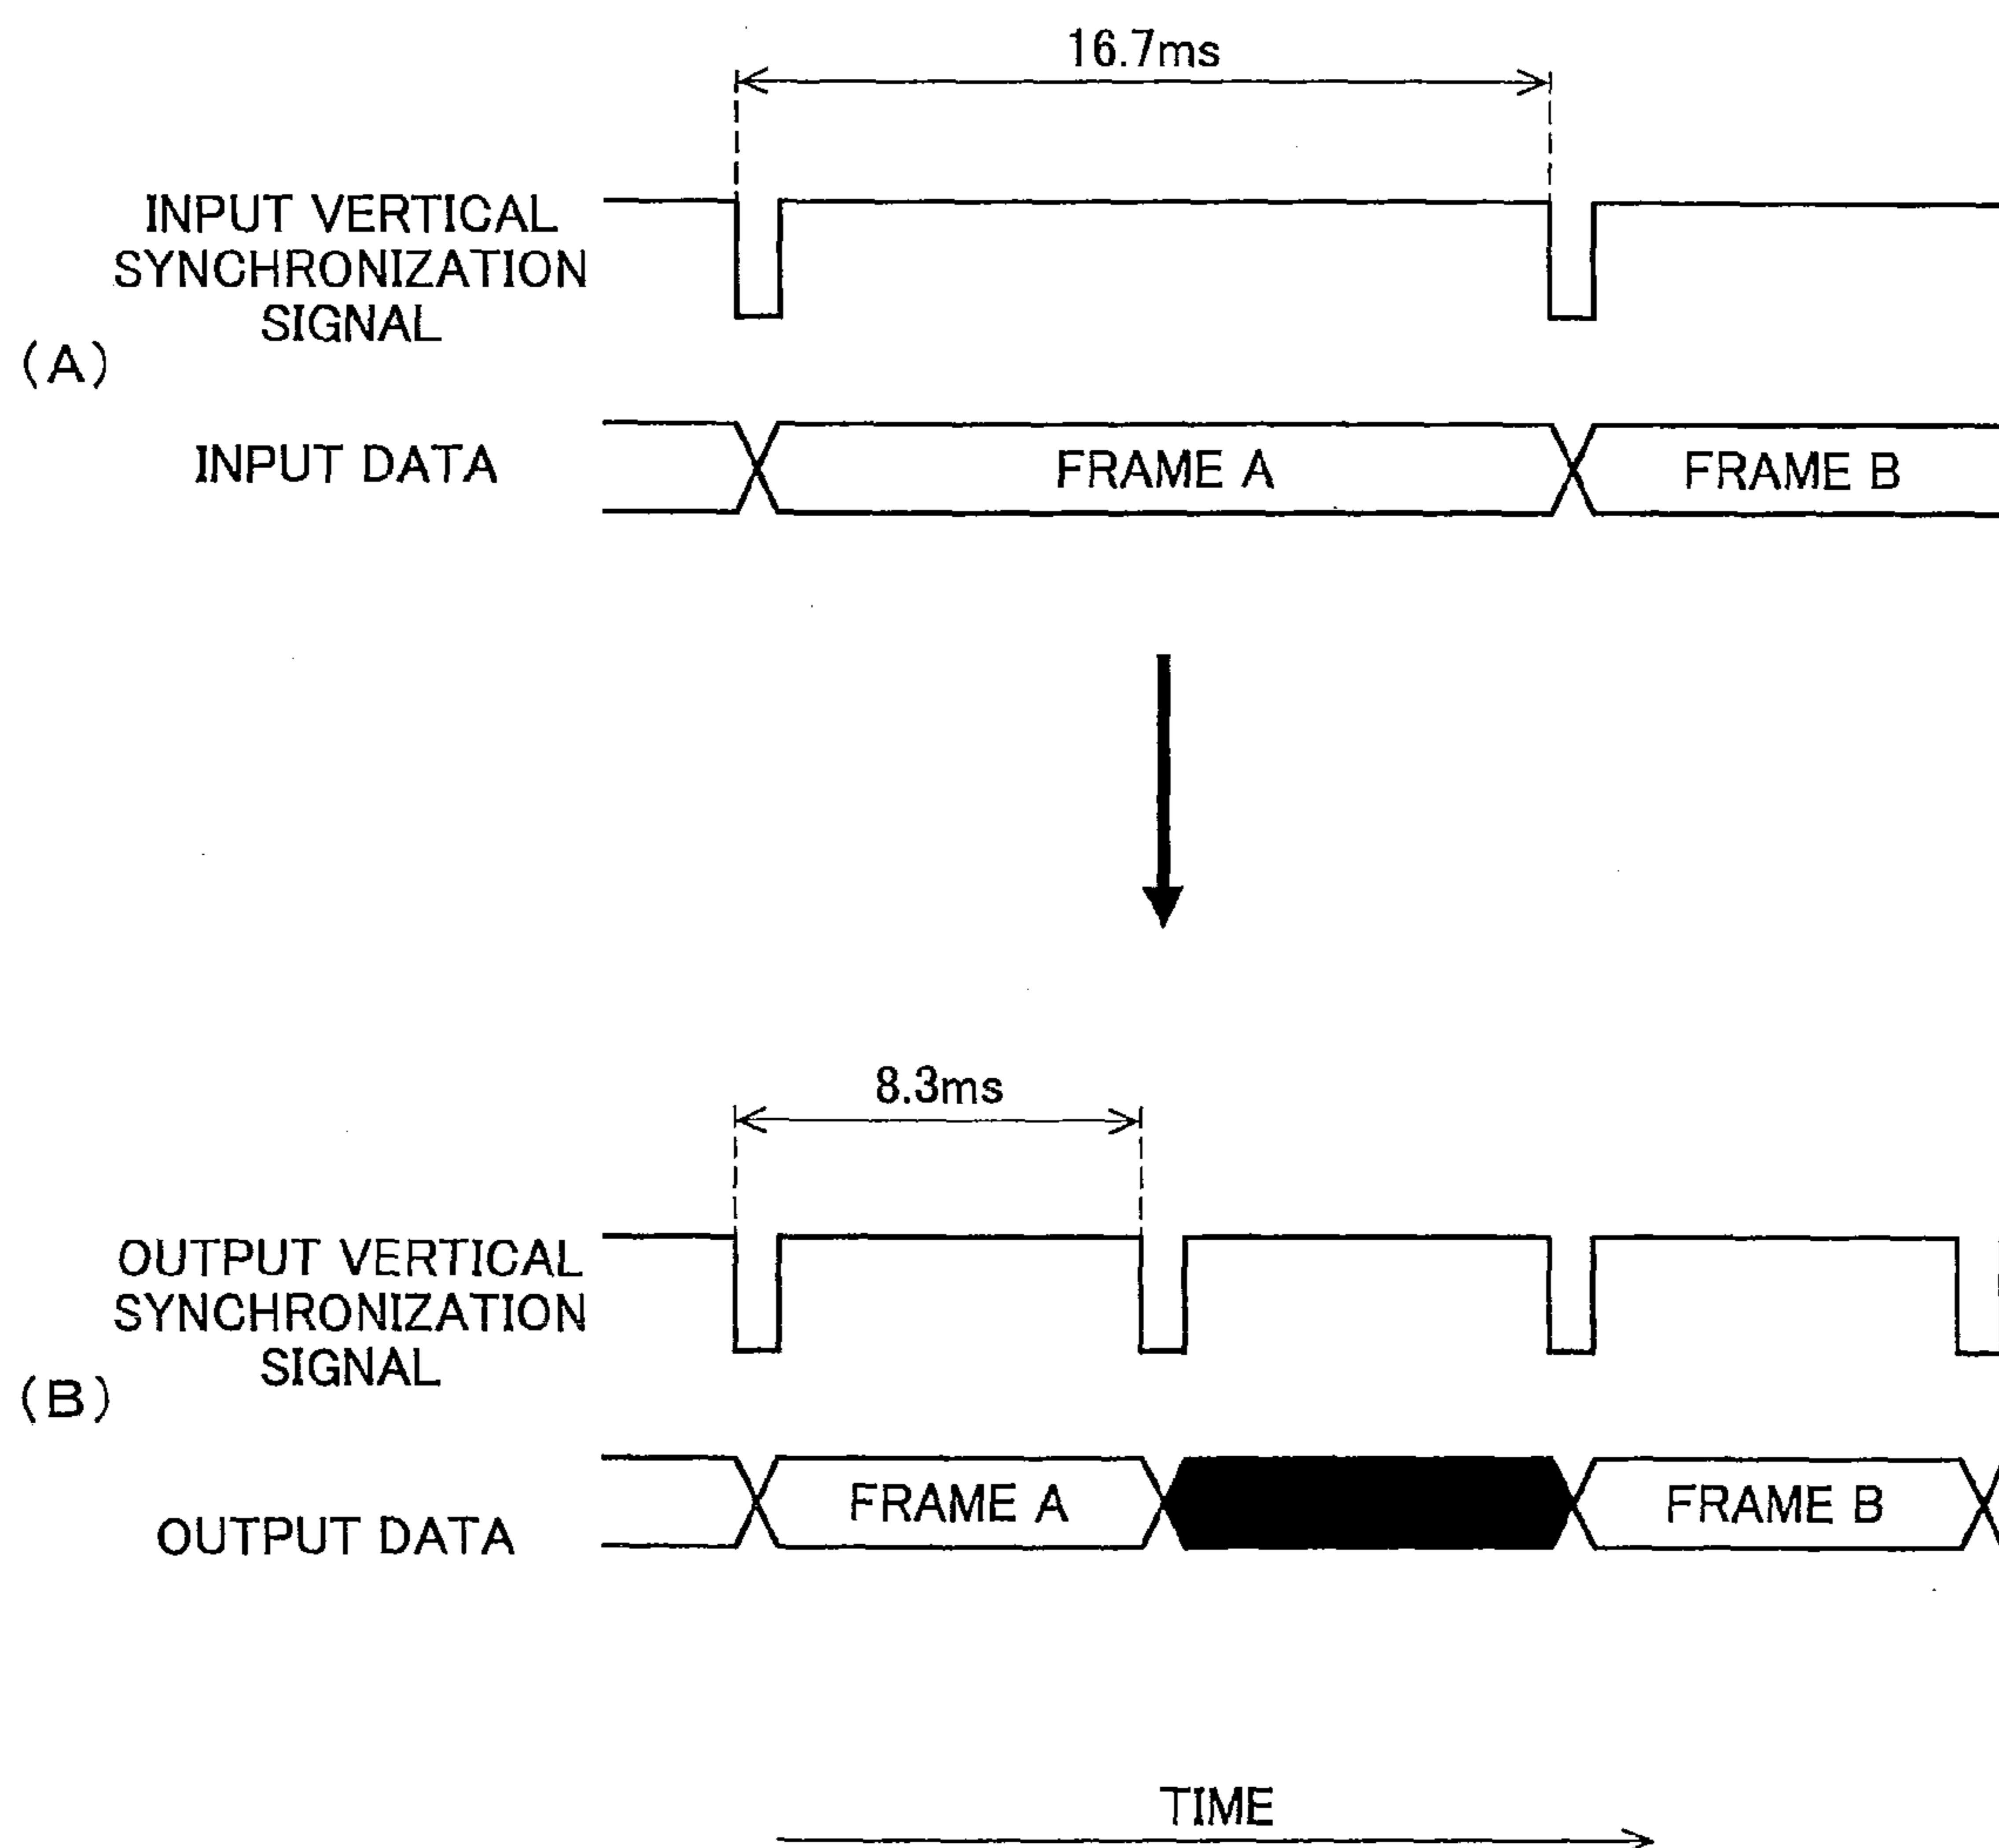 16.7ms
INPUT VERTICAL
SYNCHRONIZATION
SIGNAL
(A)
INPUT DATA
FRAME A
FRAME B
8.3ms
OUTPUT VERTICAL
SYNCHRONIZATION
SIGNAL
(B)
OUTPUT DATA
FRAME A
FRAME B
TIME